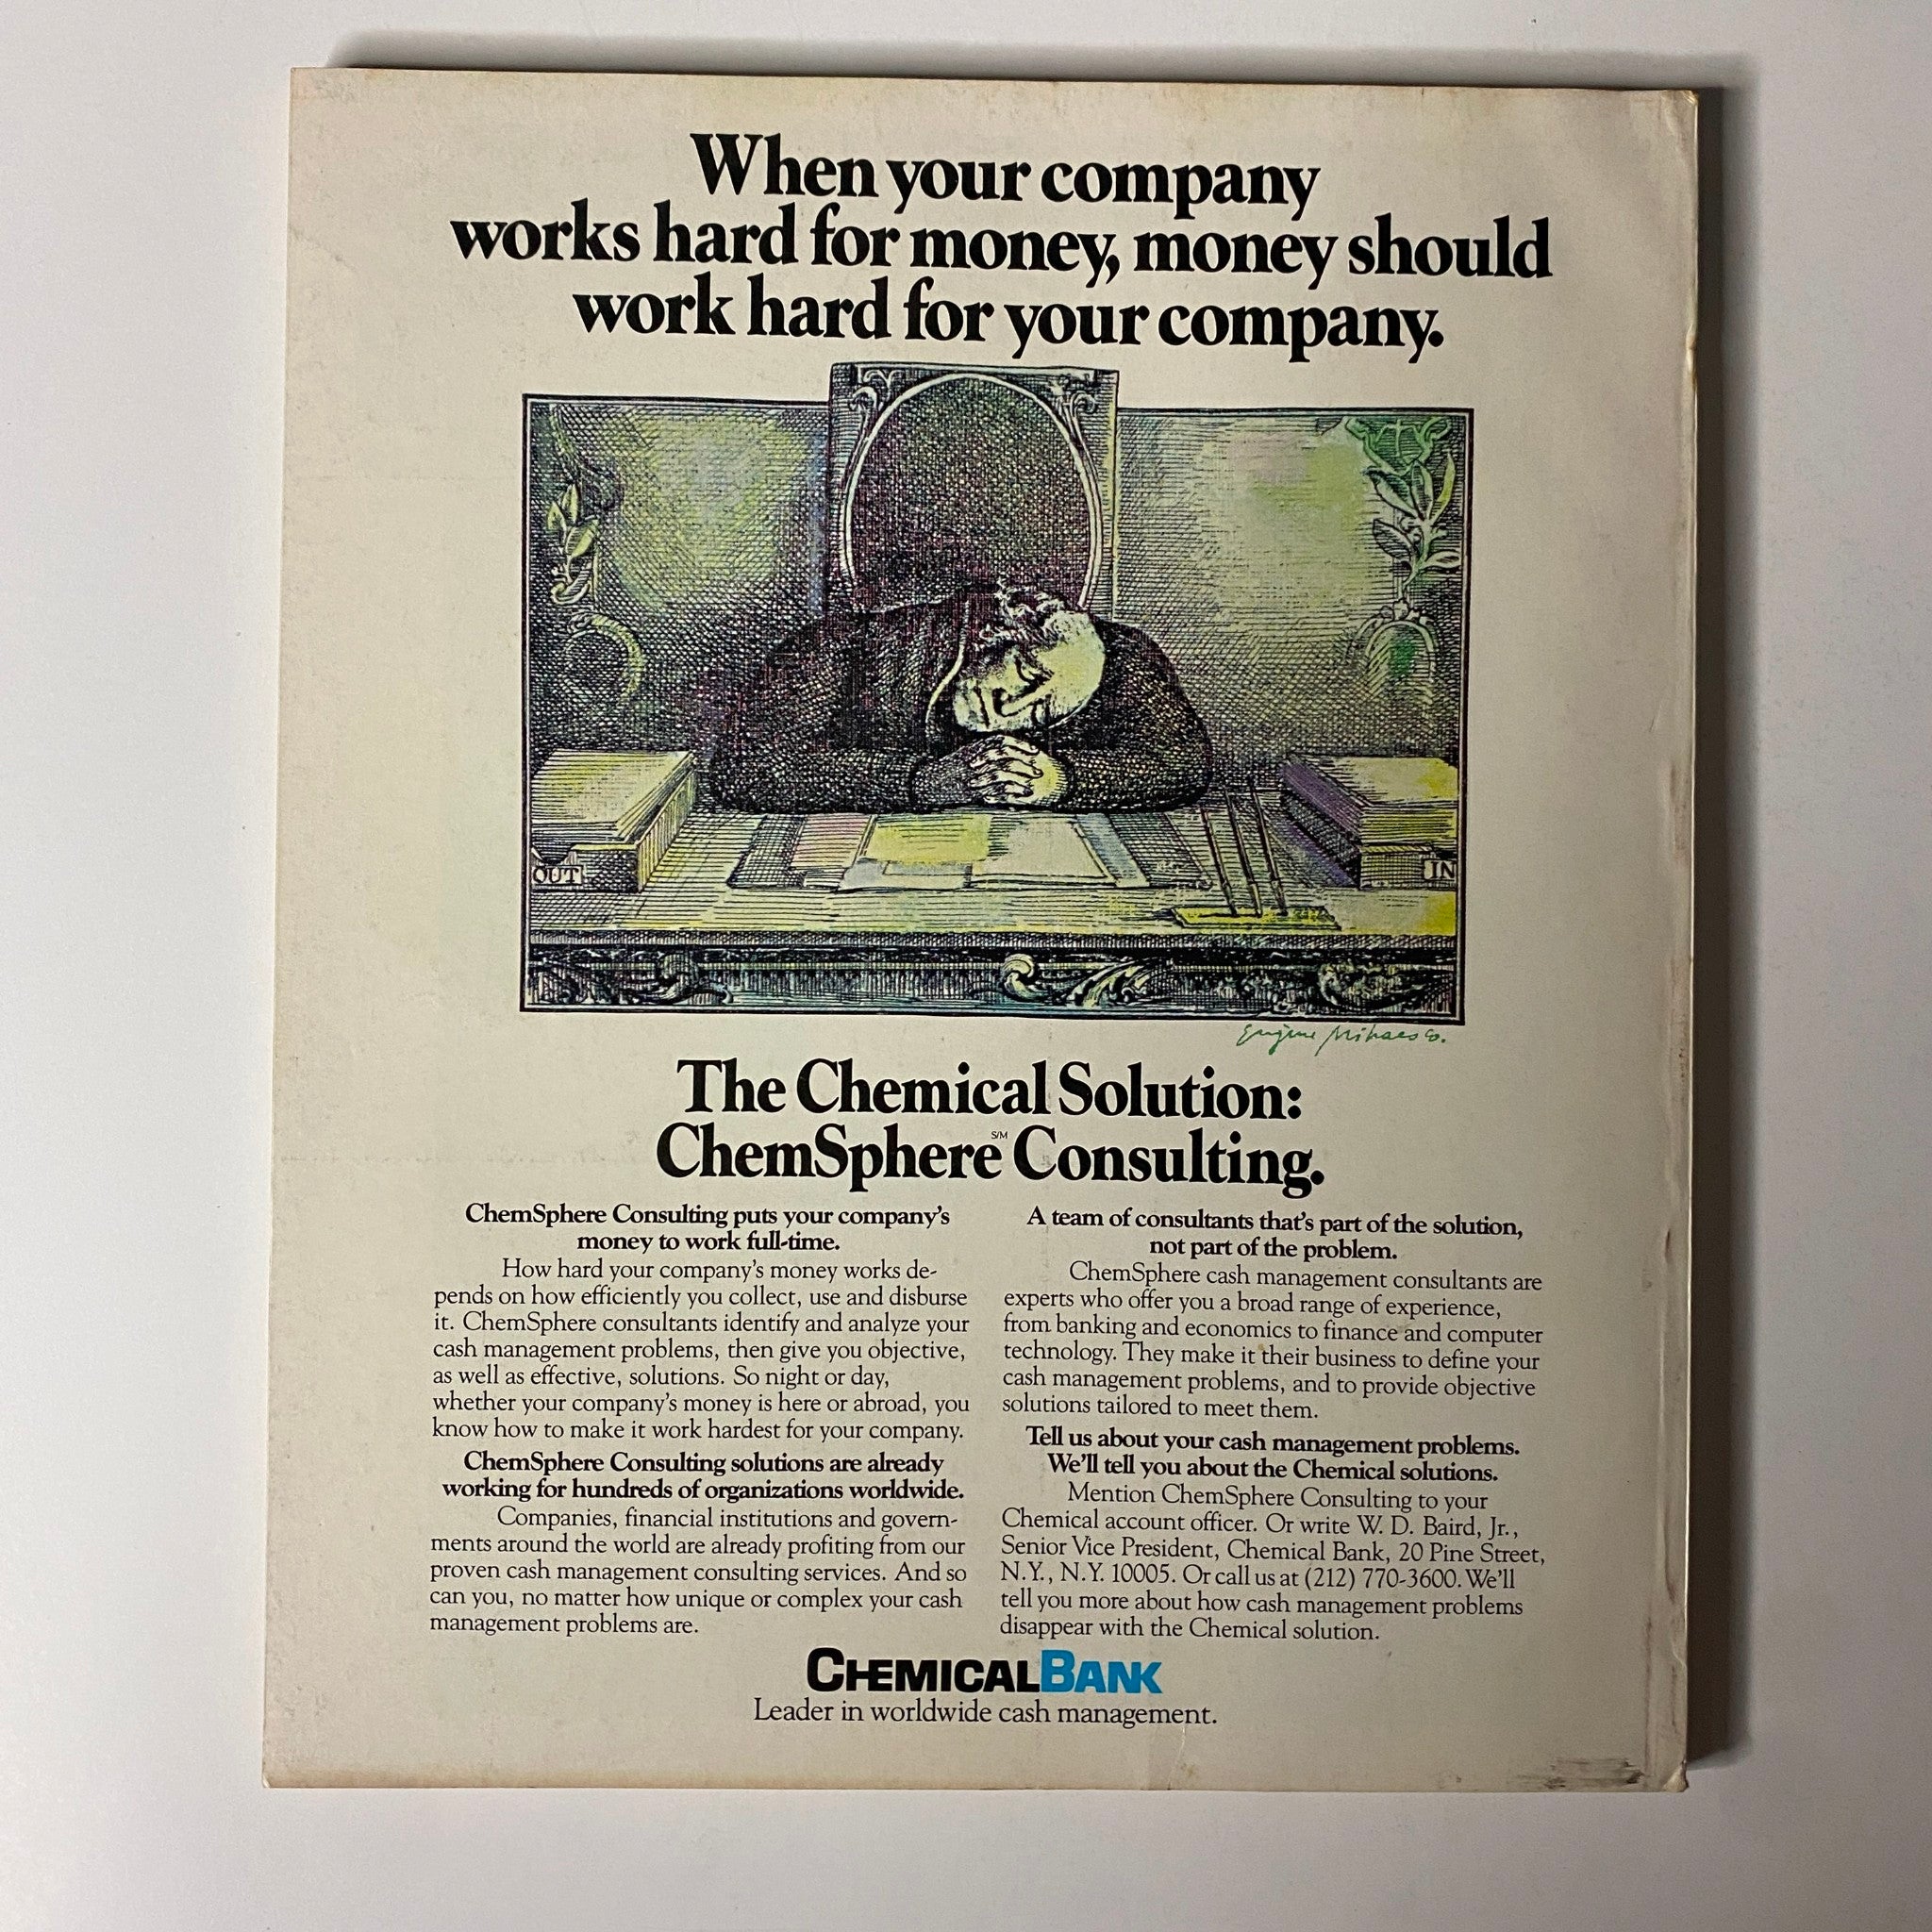 When your company
works hard for money, money should
work hard for your company.
OUT
IN
Eugène Mihaesco.
The Chemical Solution:
ChemSphere℠ Consulting.
ChemSphere Consulting puts your company's
money to work full-time.
How hard your company's money works de-
pends on how efficiently you collect, use and disburse
it. ChemSphere consultants identify and analyze your
cash management problems, then give you objective,
as well as effective, solutions. So night or day,
whether your company's money is here or abroad, you
know how to make it work hardest for your company.
ChemSphere Consulting solutions are already
working for hundreds of organizations worldwide.
Companies, financial institutions and govern-
ments around the world are already profiting from our
proven cash management consulting services. And so
can you, no matter how unique or complex your cash
management problems are.
A team of consultants that's part of the solution,
not part of the problem.
ChemSphere cash management consultants are
experts who offer you a broad range of experience,
from banking and economics to finance and computer
technology. They make it their business to define your
cash management problems, and to provide objective
solutions tailored to meet them.
Tell us about your cash management problems.
We'll tell you about the Chemical solutions.
Mention ChemSphere Consulting to your
Chemical account officer. Or write W. D. Baird, Jr.,
Senior Vice President, Chemical Bank, 20 Pine Street,
N.Y., N.Y. 10005. Or call us at (212) 770-3600. We'll
tell you more about how cash management problems
disappear with the Chemical solution.
CHEMICALBANK
Leader in worldwide cash management.